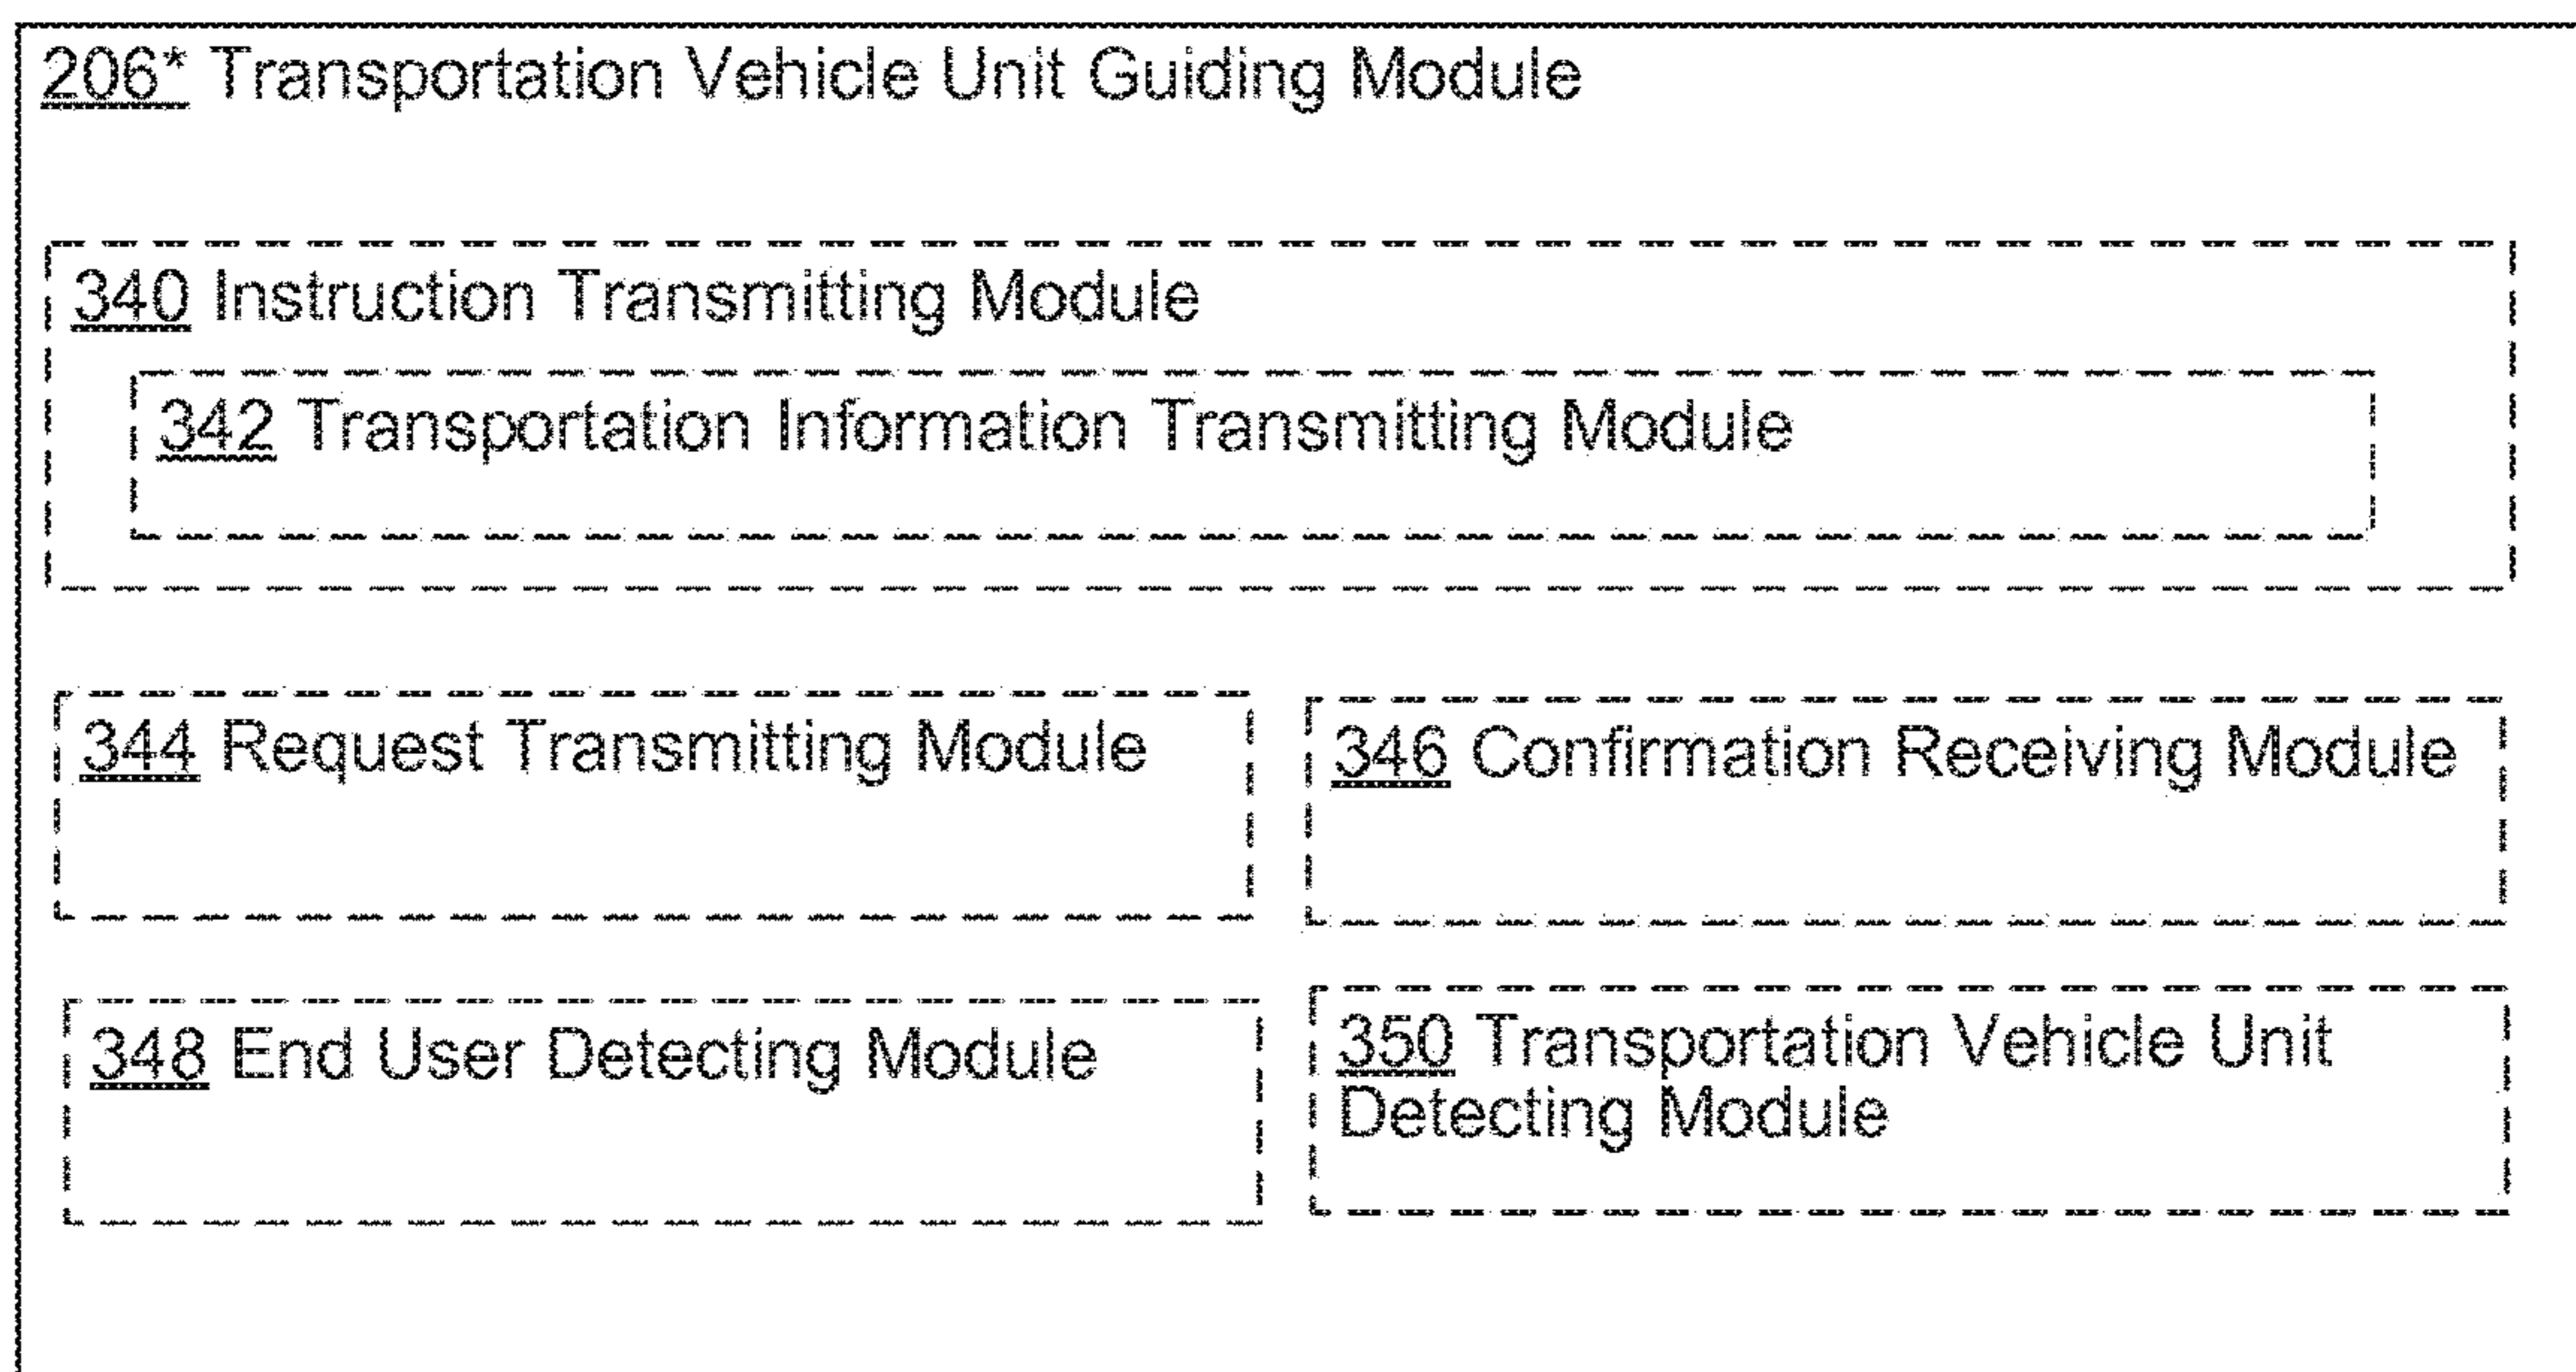 206* Transportation Vehicle Unit Guiding Module
340 Instruction Transmitting Module
342 Transportation Information Transmitting Module
344 Request Transmitting Module
346 Confirmation Receiving Module
348 End User Detecting Module
350 Transportation Vehicle Unit
Detecting Module